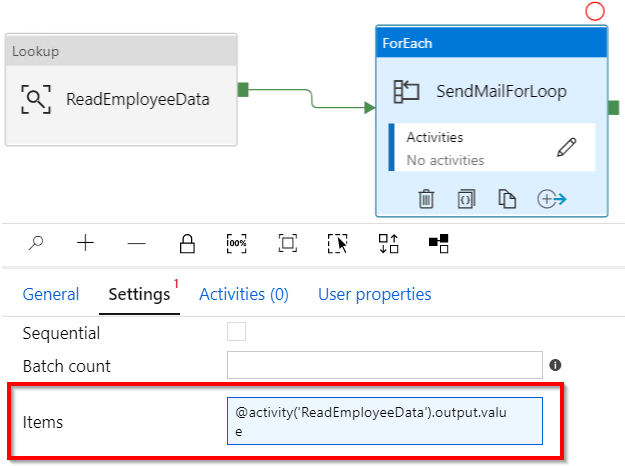 Lookup
ReadEmployeeData
ForEach
SendMailForLoop
Activities
No activities
{}
100%
General
Settings 1
Activities (0)
User properties
Sequential
Batch count
i
Items
@activity('ReadEmployeeData').output.valu
e